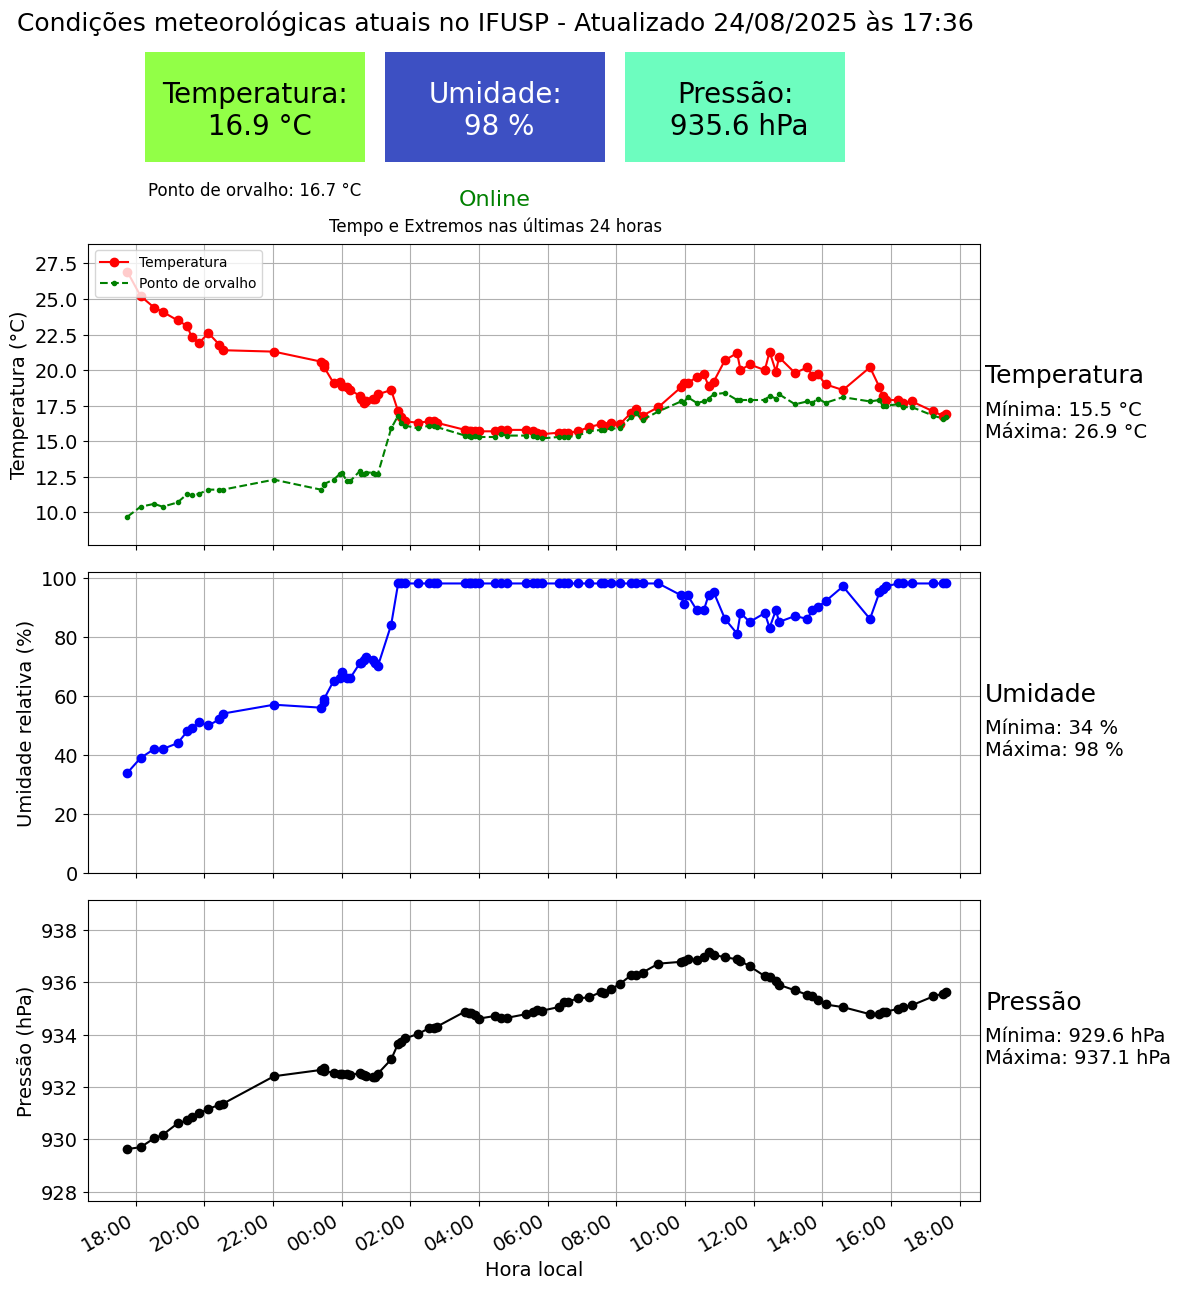 Condições meteorológicas atuais no IFUSP - Atualizado 24/08/2025 às 17:36
Temperatura:
16.9 °C
Umidade:
98 %
Pressão:
935.6 hPa
Ponto de orvalho: 16.7 °C
Online
Tempo e Extremos nas últimas 24 horas
Temperatura (°C)
27.5
25.0
22.5
20.0
17.5
15.0
12.5
10.0
Temperatura
Ponto de orvalho
Temperatura
Mínima: 15.5 °C
Máxima: 26.9 °C
Umidade relativa (%)
100
80
60
40
20
0
Umidade
Mínima: 34 %
Máxima: 98 %
Pressão (hPa)
938
936
934
932
930
928
Pressão
Mínima: 929.6 hPa
Máxima: 937.1 hPa
18:00 20:00 22:00 00:00 02:00 04:00 06:00 08:00 10:00 12:00 14:00 16:00 18:00
Hora local